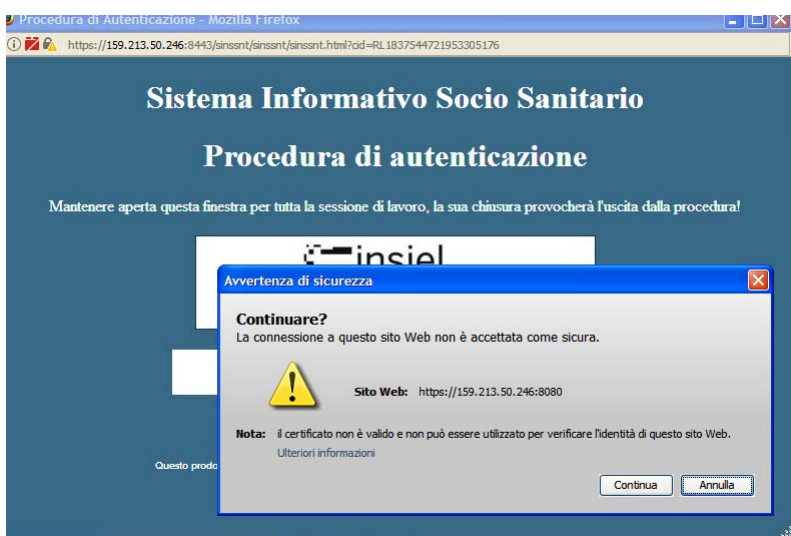 Procedura di Autenticazione - Mozilla Firefox
https://159.213.50.246:8443/sinssnt/sinssnt/sinssnt.html?cid=RL1837544721953305176
Sistema Informativo Socio Sanitario
Procedura di autenticazione
Mantenere aperta questa finestra per tutta la sessione di lavoro, la sua chiusura provocherà l'uscita dalla procedura!
insiel
Avvertenza di sicurezza
Continuare?
La connessione a questo sito Web non è accettata come sicura.
Sito Web: https://159.213.50.246:8080
Nota: il certificato non è valido e non può essere utilizzato per verificare l'identità di questo sito Web.
Ulteriori informazioni
Questo prodo
Continua Annulla